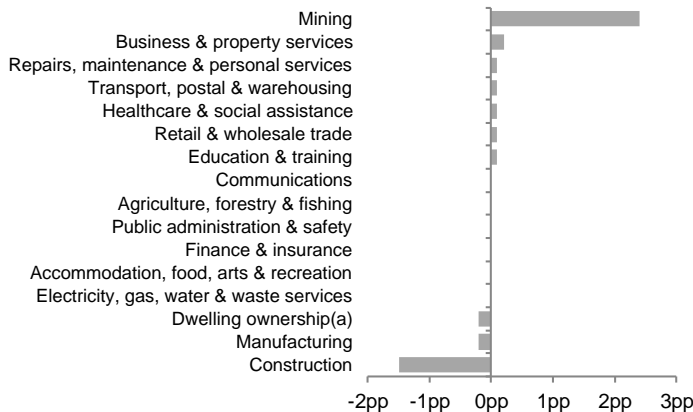 Mining
Business & property services
Repairs, maintenance & personal services
Transport, postal & warehousing
Healthcare & social assistance
Retail & wholesale trade
Education & training
Communications
Agriculture, forestry & fishing
Public administration & safety
Finance & insurance
Accommodation, food, arts & recreation
Electricity, gas, water & waste services
Dwelling ownership(a)
Manufacturing
Construction
-2pp -1pp 0pp 1pp 2pp 3pp